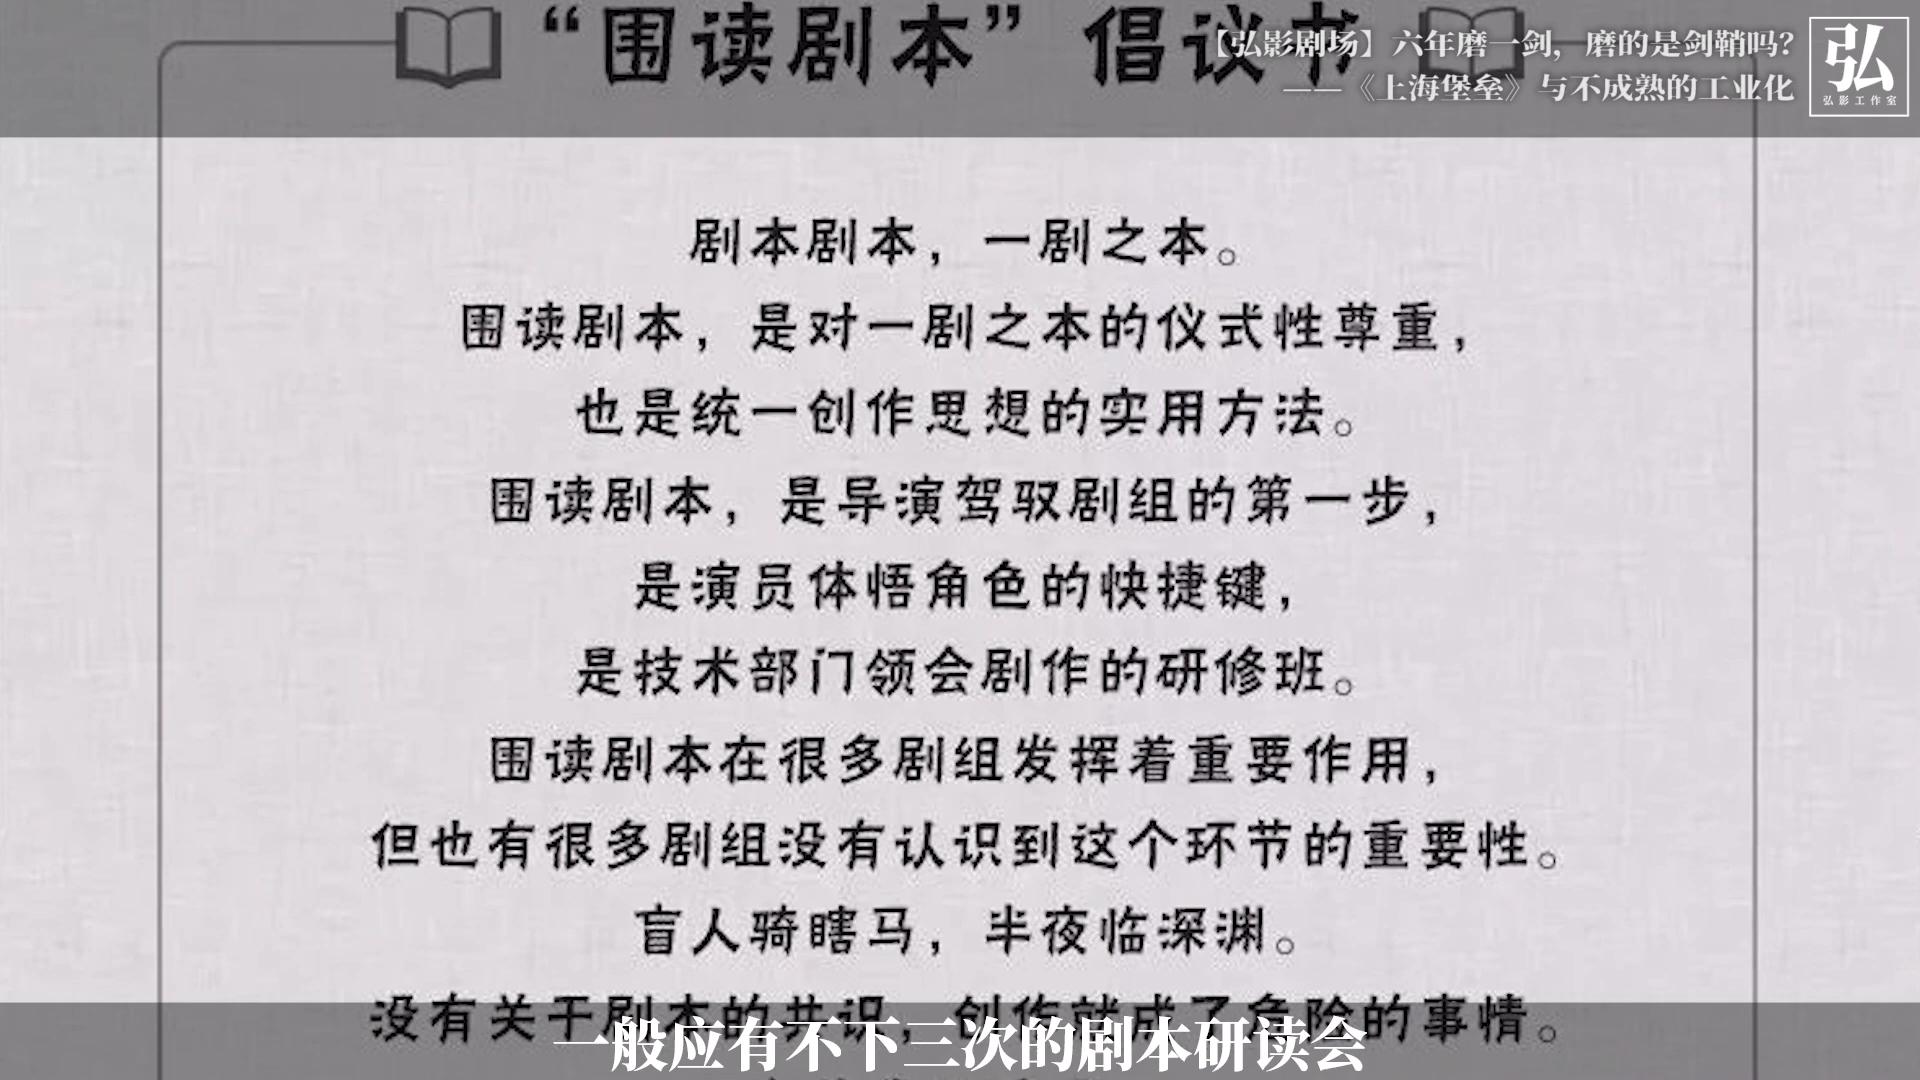 “围读剧本”倡议书
【弘影剧场】六年磨一剑，磨的是剑鞘吗？
——《上海堡垒》与不成熟的工业化
弘
弘影工作室
剧本剧本，一剧之本。
围读剧本，是对一剧之本的仪式性尊重，
也是统一创作思想的实用方法。
围读剧本，是导演驾驭剧组的第一步，
是演员体悟角色的快捷键，
是技术部门领会剧作的研修班。
围读剧本在很多剧组发挥着重要作用，
但也有很多剧组没有认识到这个环节的重要性。
盲人骑瞎马，半夜临深渊。
没有关于剧本的共识，创作就成了危险的事情。
一般应有不下三次的剧本研读会